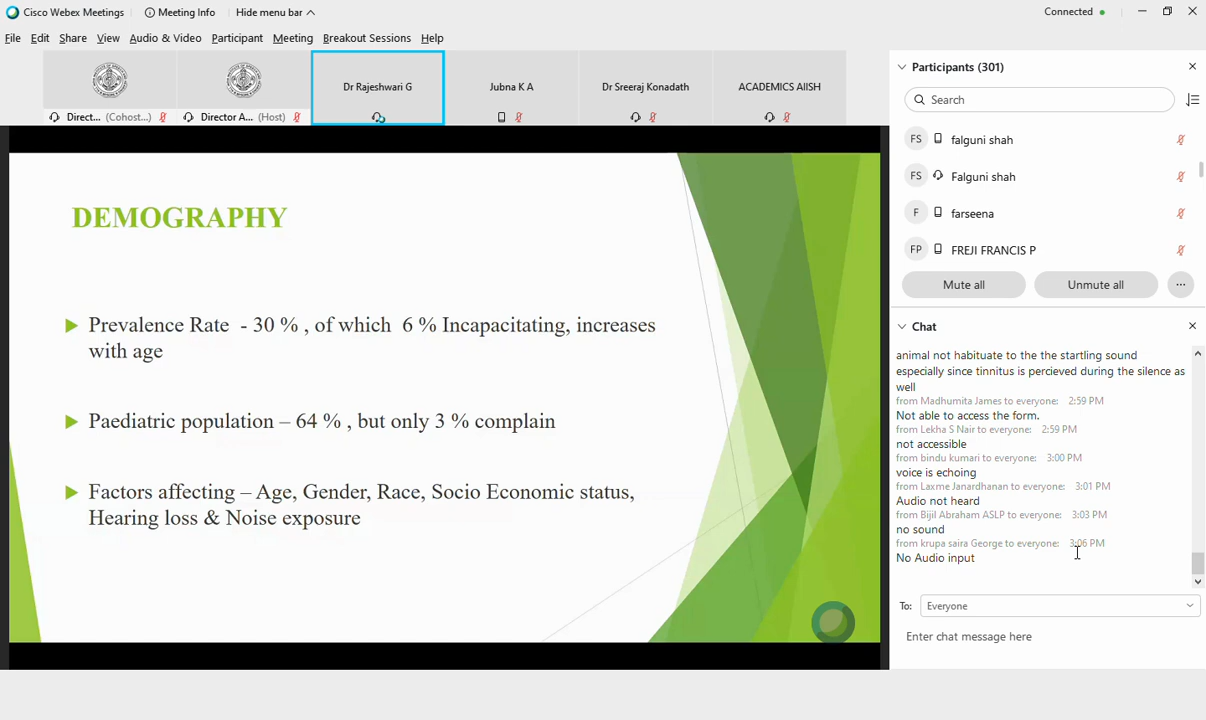 Cisco Webex Meetings
Meeting Info
Hide menu bar
Connected
File Edit Share View Audio & Video Participant Meeting Breakout Sessions Help
Direct... (Cohost...)
Director A... (Host)
Dr Rajeshwari G
Jubna K A
Dr Sreeraj Konadath
ACADEMICS AIISH
DEMOGRAPHY
Prevalence Rate - 30 % , of which 6 % Incapacitating, increases
with age
Paediatric population – 64 % , but only 3 % complain
Factors affecting – Age, Gender, Race, Socio Economic status,
Hearing loss & Noise exposure
Participants (301)
Search
FS falguni shah
FS Falguni shah
F farseena
FP FREJI FRANCIS P
Mute all
Unmute all
...
Chat
animal not habituate to the the startling sound
especially since tinnitus is percieved during the silence as
well
from Madhumita James to everyone: 2:59 PM
Not able to access the form.
from Lekha S Nair to everyone: 2:59 PM
not accessible
from bindu kumari to everyone: 3:00 PM
voice is echoing
from Laxme Janardhanan to everyone: 3:01 PM
Audio not heard
from Bijil Abraham ASLP to everyone: 3:03 PM
no sound
from krupa saira George to everyone: 3:06 PM
No Audio input
To: Everyone
Enter chat message here